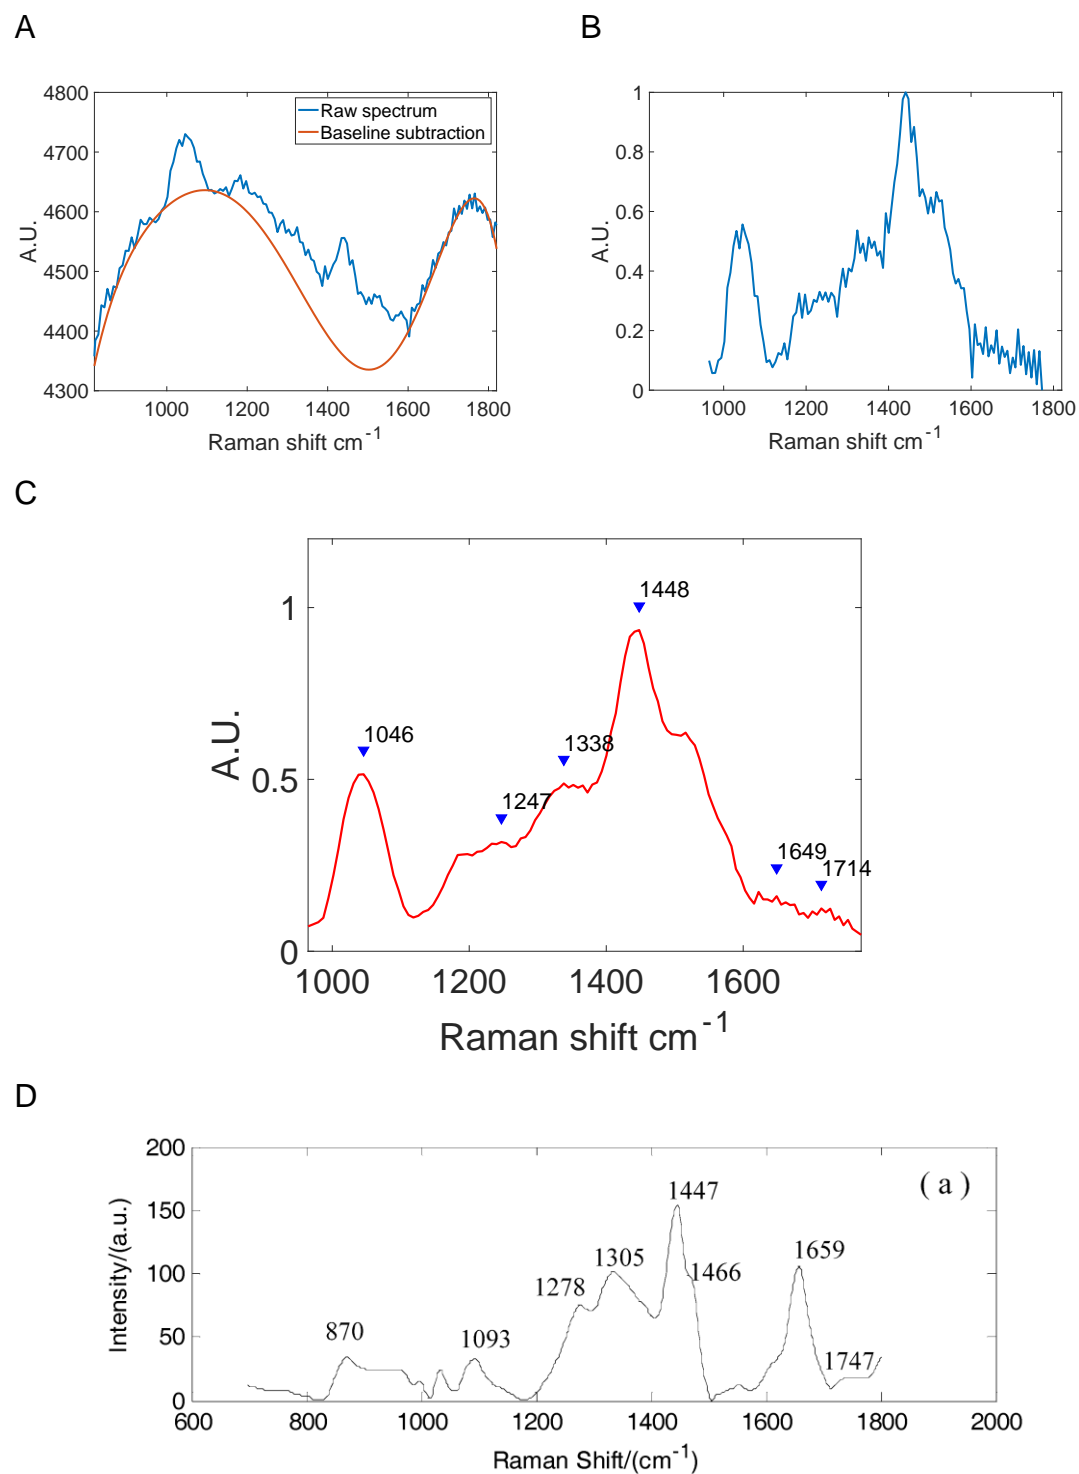 A
B
4800
4700
4600
4500
4400
4300
A.U.
Raw spectrum
Baseline subtraction
1000 1200 1400 1600 1800
Raman shift cm-1
1
0.8
0.6
0.4
0.2
0
A.U.
1000 1200 1400 1600 1800
Raman shift cm-1
C
1
0.5
0
A.U.
1448
1046
1338
1247
1649
1714
1000 1200 1400 1600
Raman shift cm-1
D
200
150
100
50
0
Intensity/(a.u.)
(a)
1447
1305
1659
1278
1466
870
1093
1747
600 800 1000 1200 1400 1600 1800 2000
Raman Shift/(cm-1)